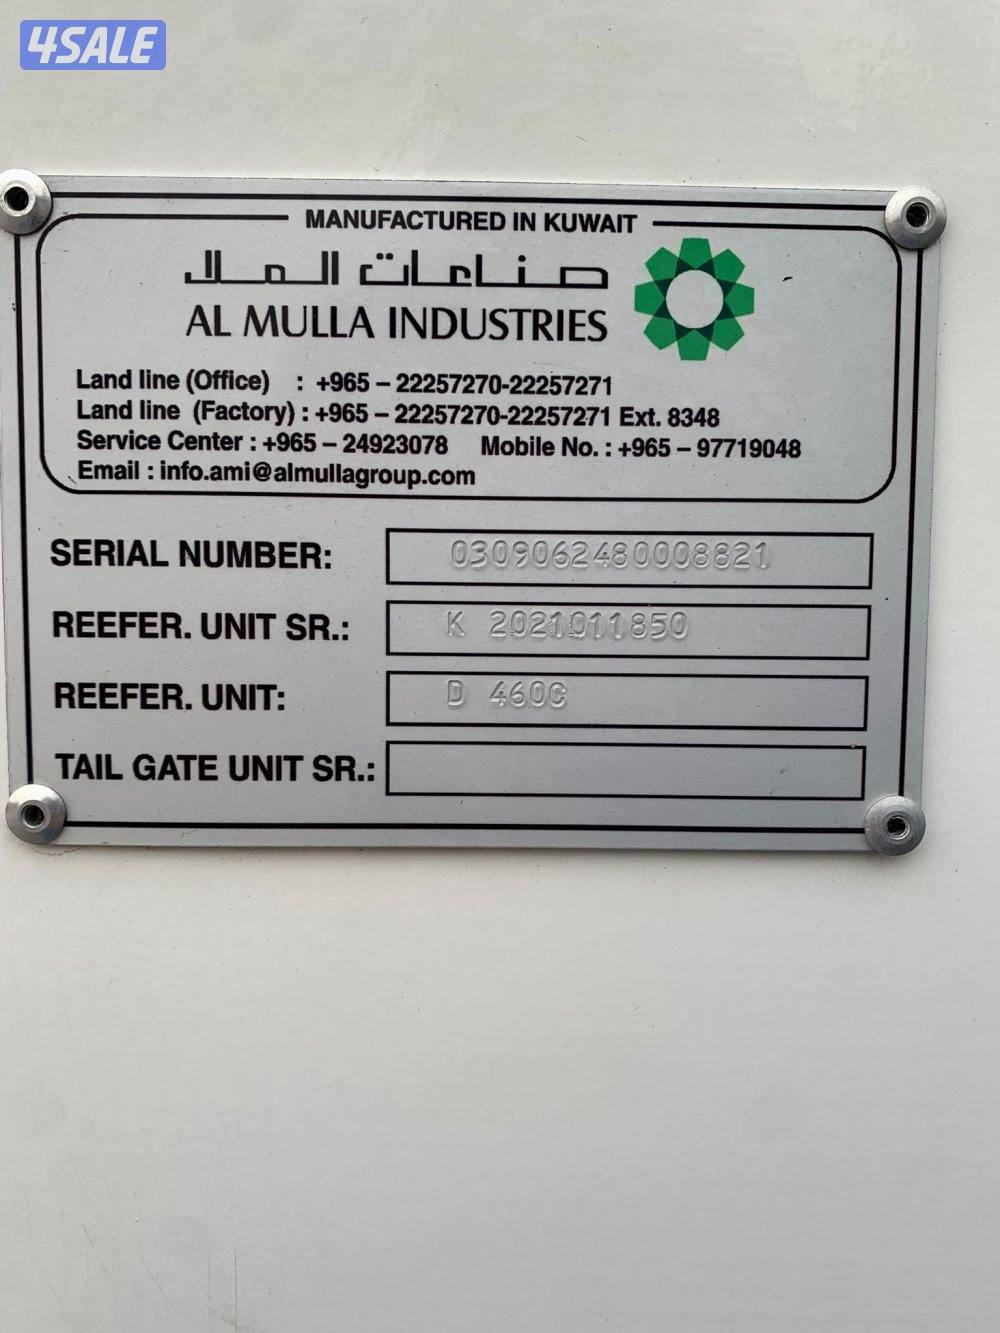 4SALE
MANUFACTURED IN KUWAIT
صناعات الملا
AL MULLA INDUSTRIES
Land line (Office) : +965 – 22257270-22257271
Land line (Factory) : +965 – 22257270-22257271 Ext. 8348
Service Center : +965 – 24923078 Mobile No. : +965 – 97719048
Email : info.ami@almullagroup.com
SERIAL NUMBER: 0309062480008821
REEFER. UNIT SR.: K 2021011850
REEFER. UNIT: D 460C
TAIL GATE UNIT SR.: